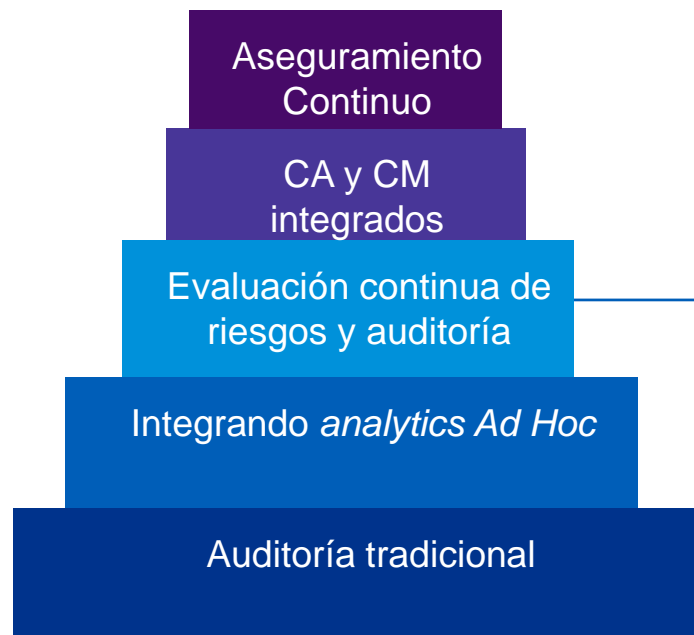 Aseguramiento
Continuo
CA y CM
integrados
Evaluación continua de
riesgos y auditoría
Integrando analytics Ad Hoc
Auditoría tradicional